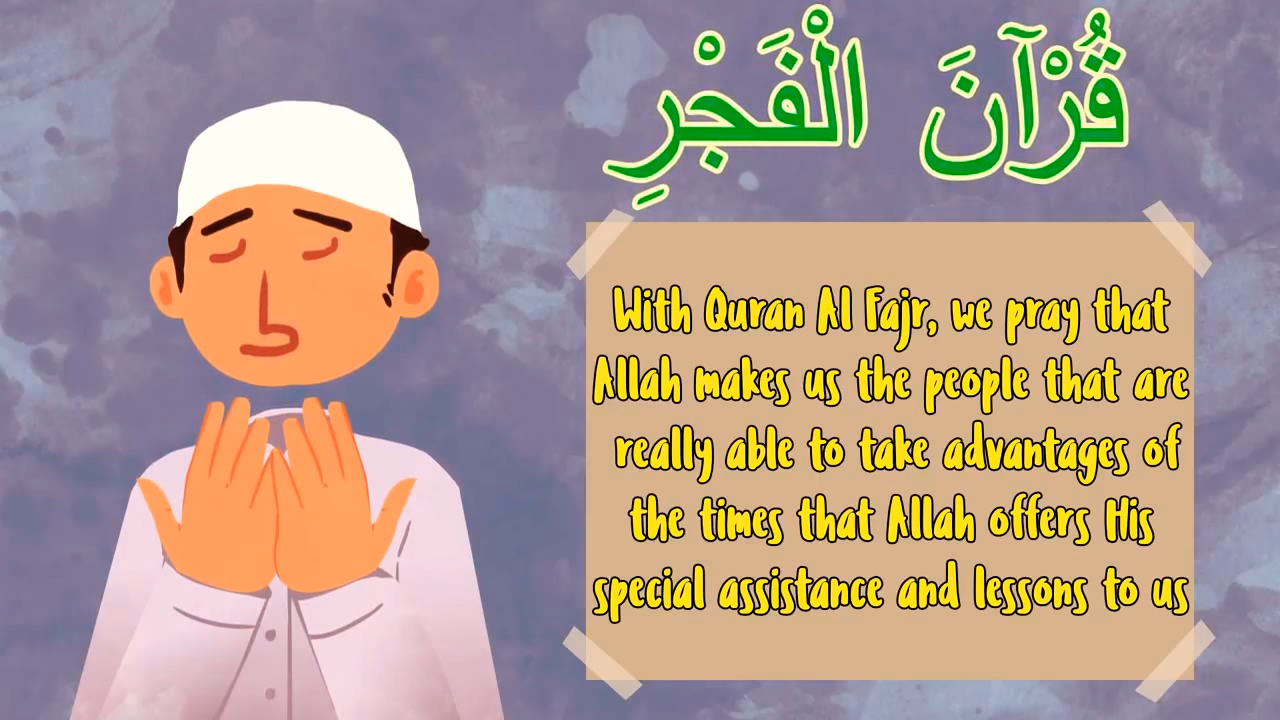 قُرْآنَ الْفَجْرِ
With Quran Al Fajr, we pray that
Allah makes us the people that are
really able to take advantages of
the times that Allah offers His
special assistance and lessons to us